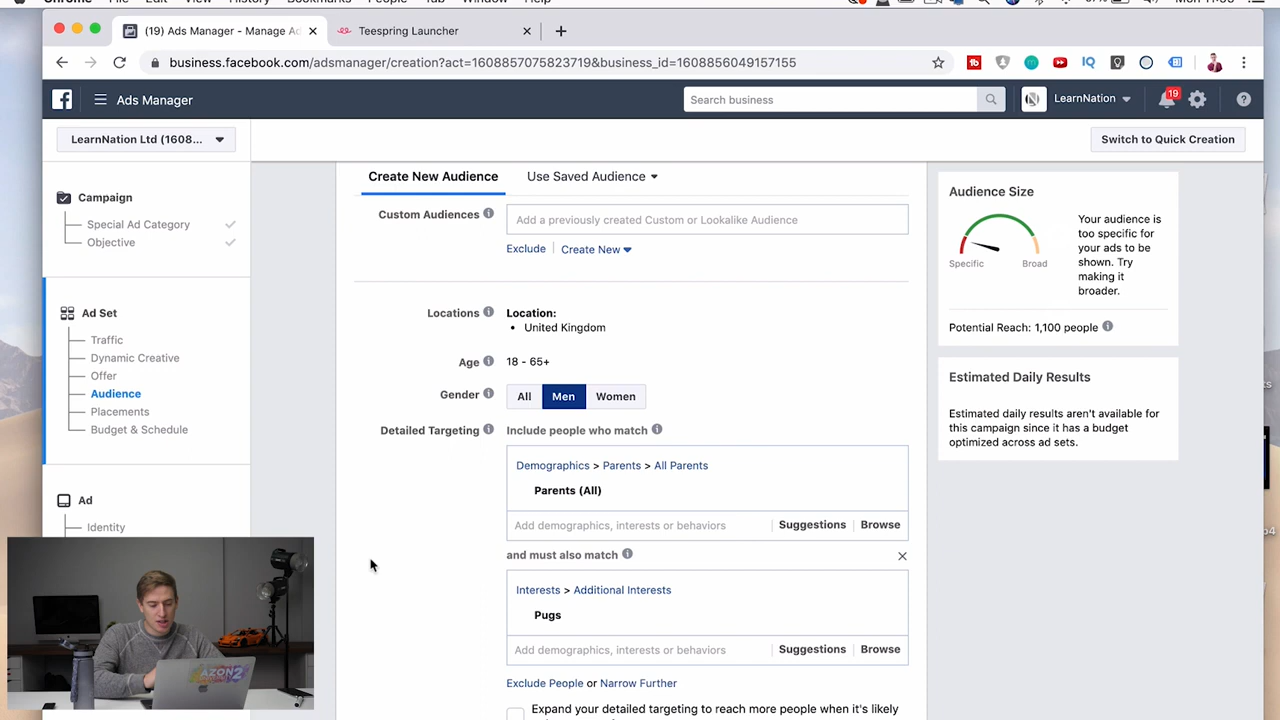 (19) Ads Manager - Manage Ad
Teespring Launcher
business.facebook.com/adsmanager/creation?act=1608857075823719&business_id=1608856049157155
Ads Manager
Search business
LearnNation
19
LearnNation Ltd (1608...
Switch to Quick Creation
Campaign
Special Ad Category
Objective
Ad Set
Traffic
Dynamic Creative
Offer
Audience
Placements
Budget & Schedule
Ad
Identity
Create New Audience
Use Saved Audience
Custom Audiences
Add a previously created Custom or Lookalike Audience
Exclude
Create New
Locations
Location:
United Kingdom
Age
18 - 65+
Gender
All
Men
Women
Detailed Targeting
Include people who match
Demographics > Parents > All Parents
Parents (All)
Add demographics, interests or behaviors
Suggestions
Browse
and must also match
Interests > Additional Interests
Pugs
Add demographics, interests or behaviors
Suggestions
Browse
Exclude People or Narrow Further
Expand your detailed targeting to reach more people when it's likely
Audience Size
Specific
Broad
Your audience is
too specific for
your ads to be
shown. Try
making it
broader.
Potential Reach: 1,100 people
Estimated Daily Results
Estimated daily results aren't available for
this campaign since it has a budget
optimized across ad sets.
AZON2